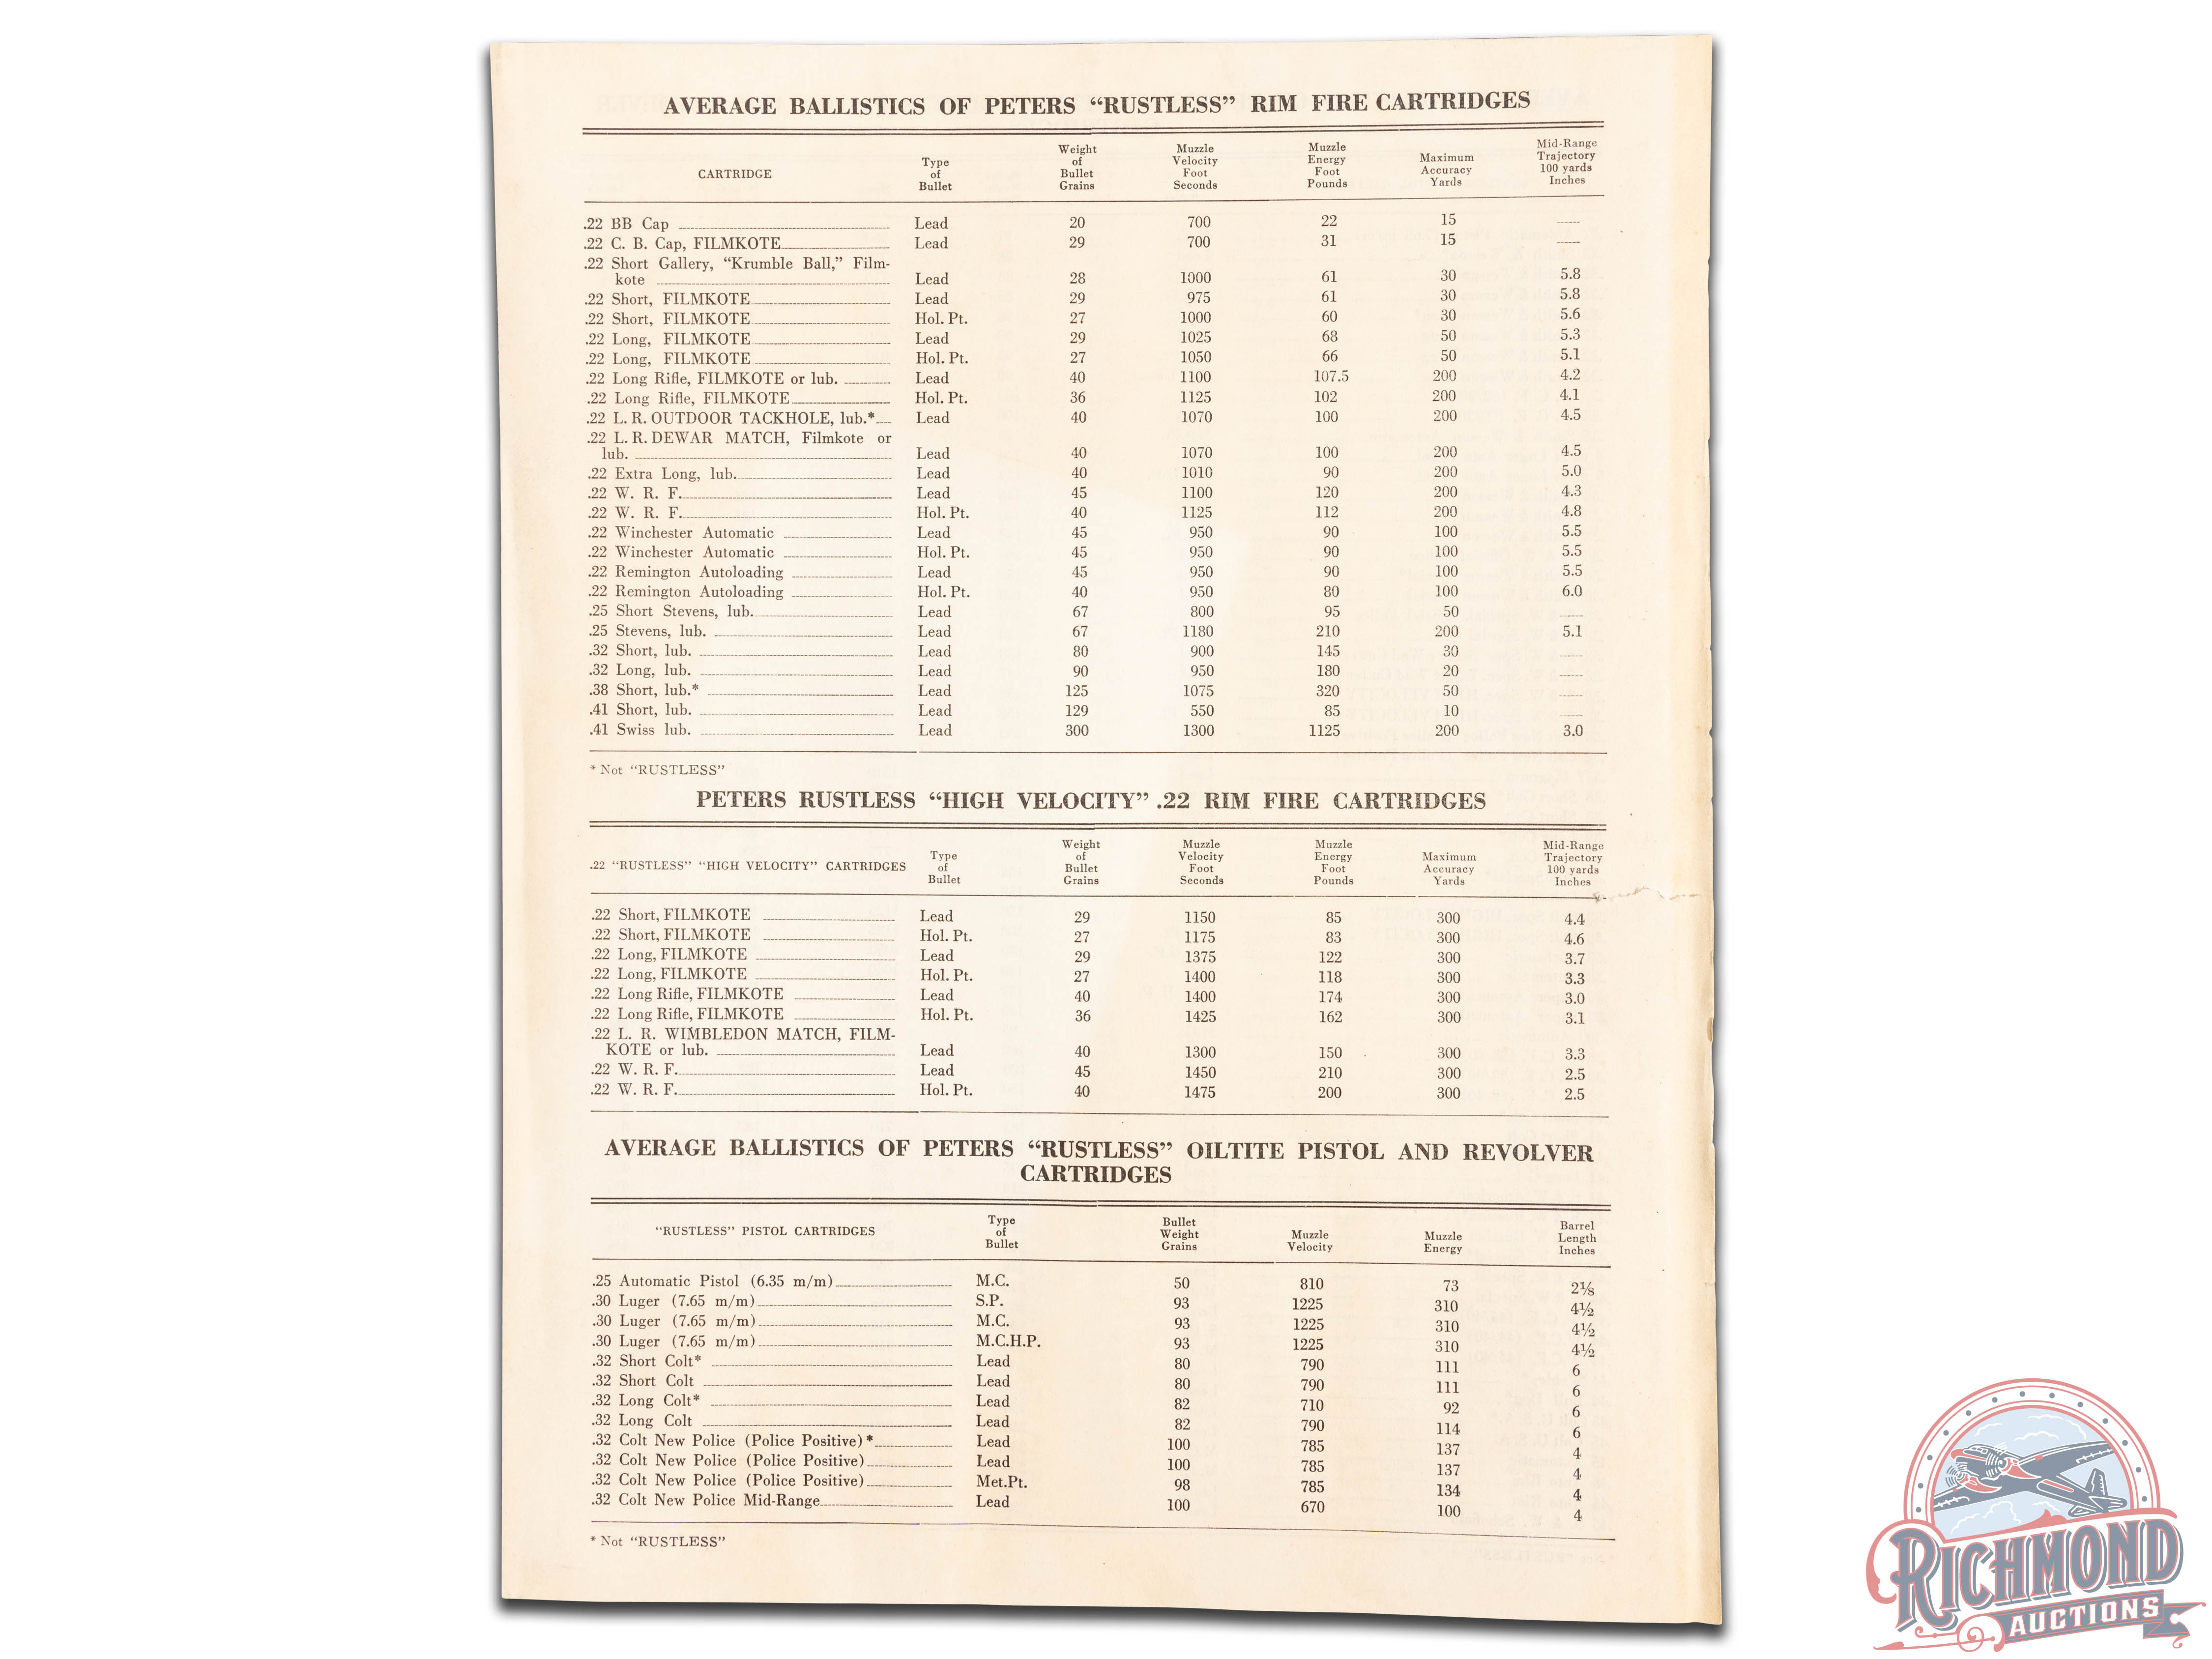 AVERAGE BALLISTICS OF PETERS “RUSTLESS” RIM FIRE CARTRIDGES
CARTRIDGE Type of Bullet Weight of Bullet Grains Muzzle Velocity Foot Seconds Muzzle Energy Foot Pounds Maximum Accuracy Yards Mid-Range Trajectory 100 yards Inches
.22 BB Cap Lead 20 700 22 15 —
.22 C. B. Cap, FILMKOTE Lead 29 700 31 15 —
.22 Short Gallery, “Krumble Ball,” Film-
kote Lead 28 1000 61 30 5.8
.22 Short, FILMKOTE Lead 29 975 61 30 5.8
.22 Short, FILMKOTE Hol. Pt. 27 1000 60 30 5.6
.22 Long, FILMKOTE Lead 29 1025 68 50 5.3
.22 Long, FILMKOTE Hol. Pt. 27 1050 66 50 5.1
.22 Long Rifle, FILMKOTE or lub. Lead 40 1100 107.5 200 4.2
.22 Long Rifle, FILMKOTE Hol. Pt. 36 1125 102 200 4.1
.22 L. R. OUTDOOR TACKHOLE, lub.* Lead 40 1070 100 200 4.5
.22 L. R. DEWAR MATCH, Filmkote or
lub. Lead 40 1070 100 200 4.5
.22 Extra Long, lub. Lead 40 1010 90 200 5.0
.22 W. R. F. Lead 45 1100 120 200 4.3
.22 W. R. F. Hol. Pt. 40 1125 112 200 4.8
.22 Winchester Automatic Lead 45 950 90 100 5.5
.22 Winchester Automatic Hol. Pt. 45 950 90 100 5.5
.22 Remington Autoloading Lead 45 950 90 100 5.5
.22 Remington Autoloading Hol. Pt. 40 950 80 100 6.0
.25 Short Stevens, lub. Lead 67 800 95 50 —
.25 Stevens, lub. Lead 67 1180 210 200 5.1
.32 Short, lub. Lead 80 900 145 30 —
.32 Long, lub. Lead 90 950 180 20 —
.38 Short, lub.* Lead 125 1075 320 50 —
.41 Short, lub. Lead 129 550 85 10 —
.41 Swiss lub. Lead 300 1300 1125 200 3.0
* Not “RUSTLESS”
PETERS RUSTLESS “HIGH VELOCITY” .22 RIM FIRE CARTRIDGES
.22 “RUSTLESS” “HIGH VELOCITY” CARTRIDGES Type of Bullet Weight of Bullet Grains Muzzle Velocity Foot Seconds Muzzle Energy Foot Pounds Maximum Accuracy Yards Mid-Range Trajectory 100 yards Inches
.22 Short, FILMKOTE Lead 29 1150 85 300 4.4
.22 Short, FILMKOTE Hol. Pt. 27 1175 83 300 4.6
.22 Long, FILMKOTE Lead 29 1375 122 300 3.7
.22 Long, FILMKOTE Hol. Pt. 27 1400 118 300 3.3
.22 Long Rifle, FILMKOTE Lead 40 1400 174 300 3.0
.22 Long Rifle, FILMKOTE Hol. Pt. 36 1425 162 300 3.1
.22 L. R. WIMBLEDON MATCH, FILM-
KOTE or lub. Lead 40 1300 150 300 3.3
.22 W. R. F. Lead 45 1450 210 300 2.5
.22 W. R. F. Hol. Pt. 40 1475 200 300 2.5
AVERAGE BALLISTICS OF PETERS “RUSTLESS” OILTITE PISTOL AND REVOLVER
CARTRIDGES
“RUSTLESS” PISTOL CARTRIDGES Type of Bullet Bullet Weight Grains Muzzle Velocity Muzzle Energy Barrel Length Inches
.25 Automatic Pistol (6.35 m/m) M.C. 50 810 73 2⅛
.30 Luger (7.65 m/m) S.P. 93 1225 310 4½
.30 Luger (7.65 m/m) M.C. 93 1225 310 4½
.30 Luger (7.65 m/m) M.C.H.P. 93 1225 310 4½
.32 Short Colt* Lead 80 790 111 6
.32 Short Colt Lead 80 790 111 6
.32 Long Colt* Lead 82 710 92 6
.32 Long Colt Lead 82 790 114 6
.32 Colt New Police (Police Positive)* Lead 100 785 137 4
.32 Colt New Police (Police Positive) Lead 100 785 137 4
.32 Colt New Police (Police Positive) Met.Pt. 98 785 134 4
.32 Colt New Police Mid-Range Lead 100 670 100 4
* Not “RUSTLESS”
RICHMOND
AUCTIONS